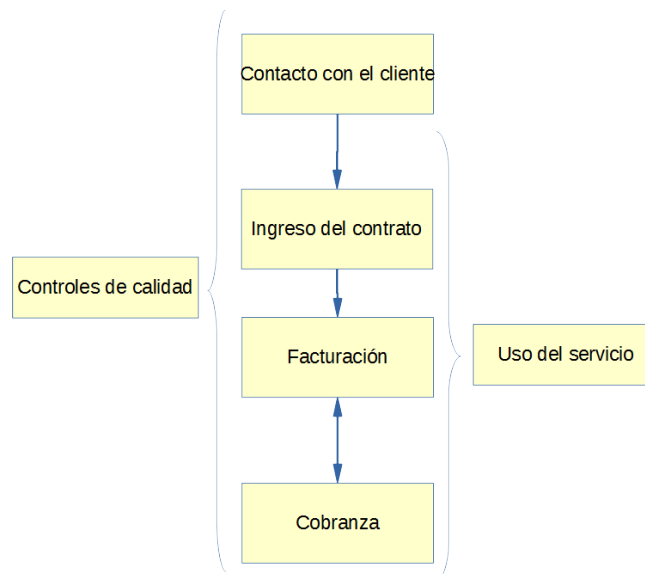 Contacto con el cliente
Ingreso del contrato
Controles de calidad
Facturación
Uso del servicio
Cobranza